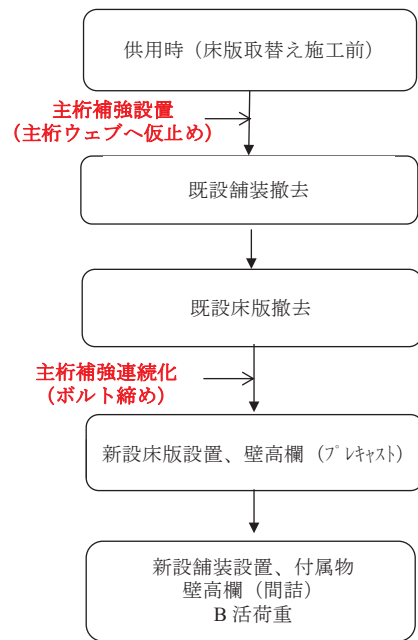 供用時（床版取替え施工前）
主桁補強設置
（主桁ウェブへ仮止め）
既設舗装撤去
既設床版撤去
主桁補強連続化
（ボルト締め）
新設床版設置、壁高欄（ﾌﾟﾚｷｬｽﾄ）
新設舗装設置、付属物
壁高欄（間詰）
B 活荷重